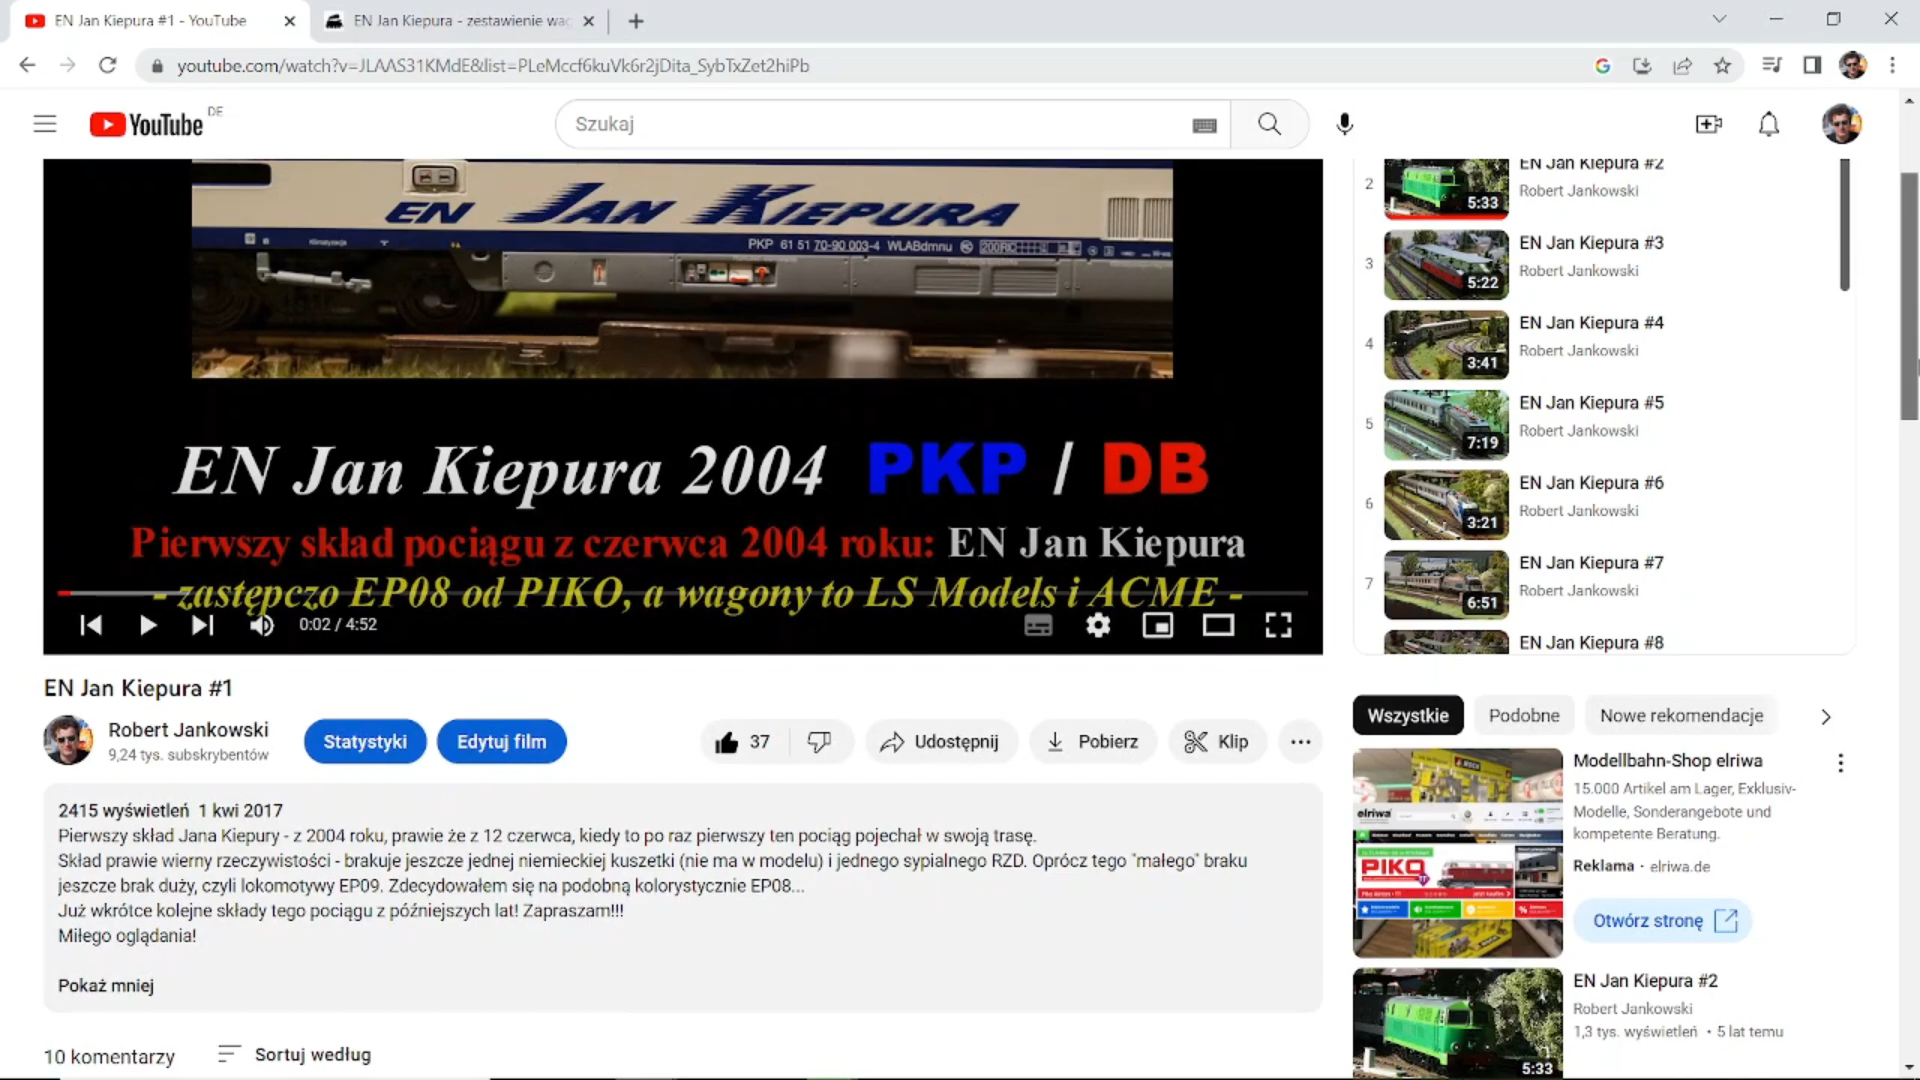 EN Jan Kiepura #1 - YouTube
EN Jan Kiepura - zestawienie wag
youtube.com/watch?v=JLAAS31KMdE&list=PLeMccf6kuVk6r2jDita_SybTxZet2hiPb
YouTube DE
Szukaj
EN JAN KIEPURA
PKP 61 51 70-90 003-4 WLABdmnu
EN Jan Kiepura 2004 PKP / DB
Pierwszy skład pociągu z czerwca 2004 roku: EN Jan Kiepura
- zastępczo EP08 od PIKO, a wagony to LS Models i ACME -
0:02 / 4:52
2
EN Jan Kiepura #2
Robert Jankowski
5:33
3
EN Jan Kiepura #3
Robert Jankowski
5:22
4
EN Jan Kiepura #4
Robert Jankowski
3:41
5
EN Jan Kiepura #5
Robert Jankowski
7:19
6
EN Jan Kiepura #6
Robert Jankowski
3:21
7
EN Jan Kiepura #7
Robert Jankowski
6:51
EN Jan Kiepura #8
EN Jan Kiepura #1
Robert Jankowski
9,24 tys. subskrybentów
Statystyki
Edytuj film
37
Udostępnij
Pobierz
Klip
2415 wyświetleń 1 kwi 2017
Pierwszy skład Jana Kiepury - z 2004 roku, prawie że z 12 czerwca, kiedy to po raz pierwszy ten pociąg pojechał w swoją trasę.
Skład prawie wierny rzeczywistości - brakuje jeszcze jednej niemieckiej kuszetki (nie ma w modelu) i jednego sypialnego RZD. Oprócz tego "małego" braku
jeszcze brak duży, czyli lokomotywy EP09. Zdecydowałem się na podobną kolorystycznie EP08...
Już wkrótce kolejne składy tego pociągu z późniejszych lat! Zapraszam!!!
Miłego oglądania!
Pokaż mniej
10 komentarzy
Sortuj według
Wszystkie
Podobne
Nowe rekomendacje
elriwa
PIKO
Modellbahn-Shop elriwa
15.000 Artikel am Lager, Exklusiv-
Modelle, Sonderangebote und
kompetente Beratung.
Reklama · elriwa.de
Otwórz stronę
EN Jan Kiepura #2
Robert Jankowski
1,3 tys. wyświetleń • 5 lat temu
5:33